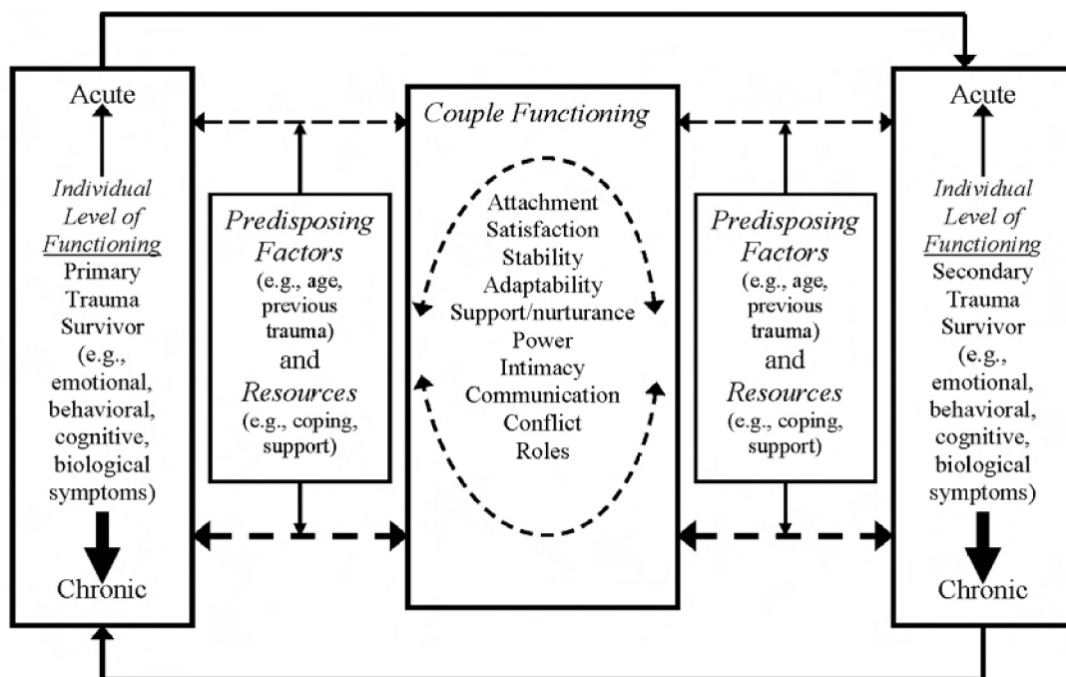 Acute
Individual
Level of
Functioning
Primary
Trauma
Survivor
(e.g.,
emotional,
behavioral,
cognitive,
biological
symptoms)
Chronic
Predisposing
Factors
(e.g., age,
previous
trauma)
and
Resources
(e.g., coping,
support)
Couple Functioning
Attachment
Satisfaction
Stability
Adaptability
Support/nurturance
Power
Intimacy
Communication
Conflict
Roles
Predisposing
Factors
(e.g., age,
previous
trauma)
and
Resources
(e.g., coping,
support)
Acute
Individual
Level of
Functioning
Secondary
Trauma
Survivor
(e.g.,
emotional,
behavioral,
cognitive,
biological
symptoms)
Chronic